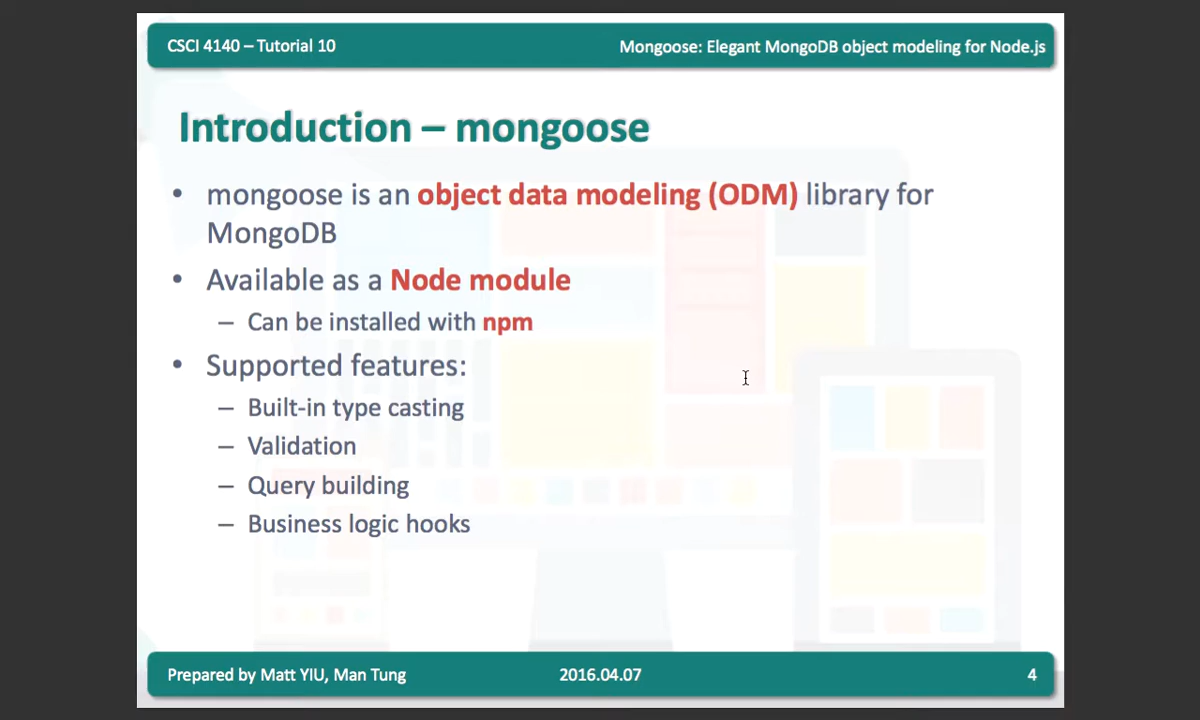 CSCI 4140 – Tutorial 10
Mongoose: Elegant MongoDB object modeling for Node.js
Introduction – mongoose
• mongoose is an object data modeling (ODM) library for
MongoDB
• Available as a Node module
– Can be installed with npm
• Supported features:
– Built-in type casting
– Validation
– Query building
– Business logic hooks
Prepared by Matt YIU, Man Tung
2016.04.07
4